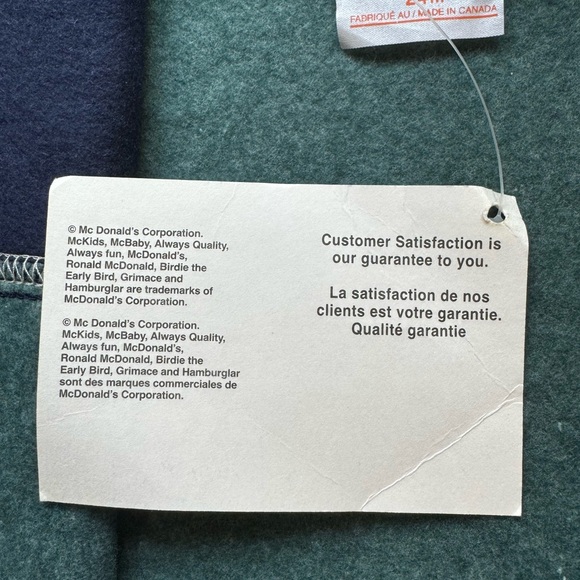 24M
FABRIQUÉ AU / MADE IN CANADA
© Mc Donald's Corporation.
McKids, McBaby, Always Quality,
Always fun, McDonald's,
Ronald McDonald, Birdie the
Early Bird, Grimace and
Hamburglar are trademarks of
McDonald's Corporation.
© Mc Donald's Corporation.
McKids, McBaby, Always Quality,
Always fun, McDonald's,
Ronald McDonald, Birdie the
Early Bird, Grimace and Hamburglar
sont des marques commerciales de
McDonald's Corporation.
Customer Satisfaction is
our guarantee to you.
La satisfaction de nos
clients est votre garantie.
Qualité garantie